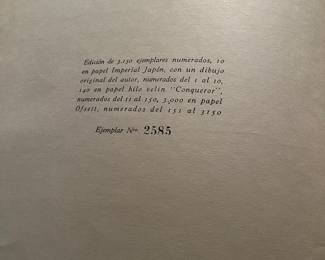 Edición de 3.150 ejemplares numerados, 10
en papel Imperial Japón, con un dibujo
original del autor, numerados del 1 al 10,
140 en papel hilo velin "Conqueror",
numerados del 11 al 150, 3,000 en papel
Ofsett, numerados del 151 al 3150
Ejemplar Nro. 2585